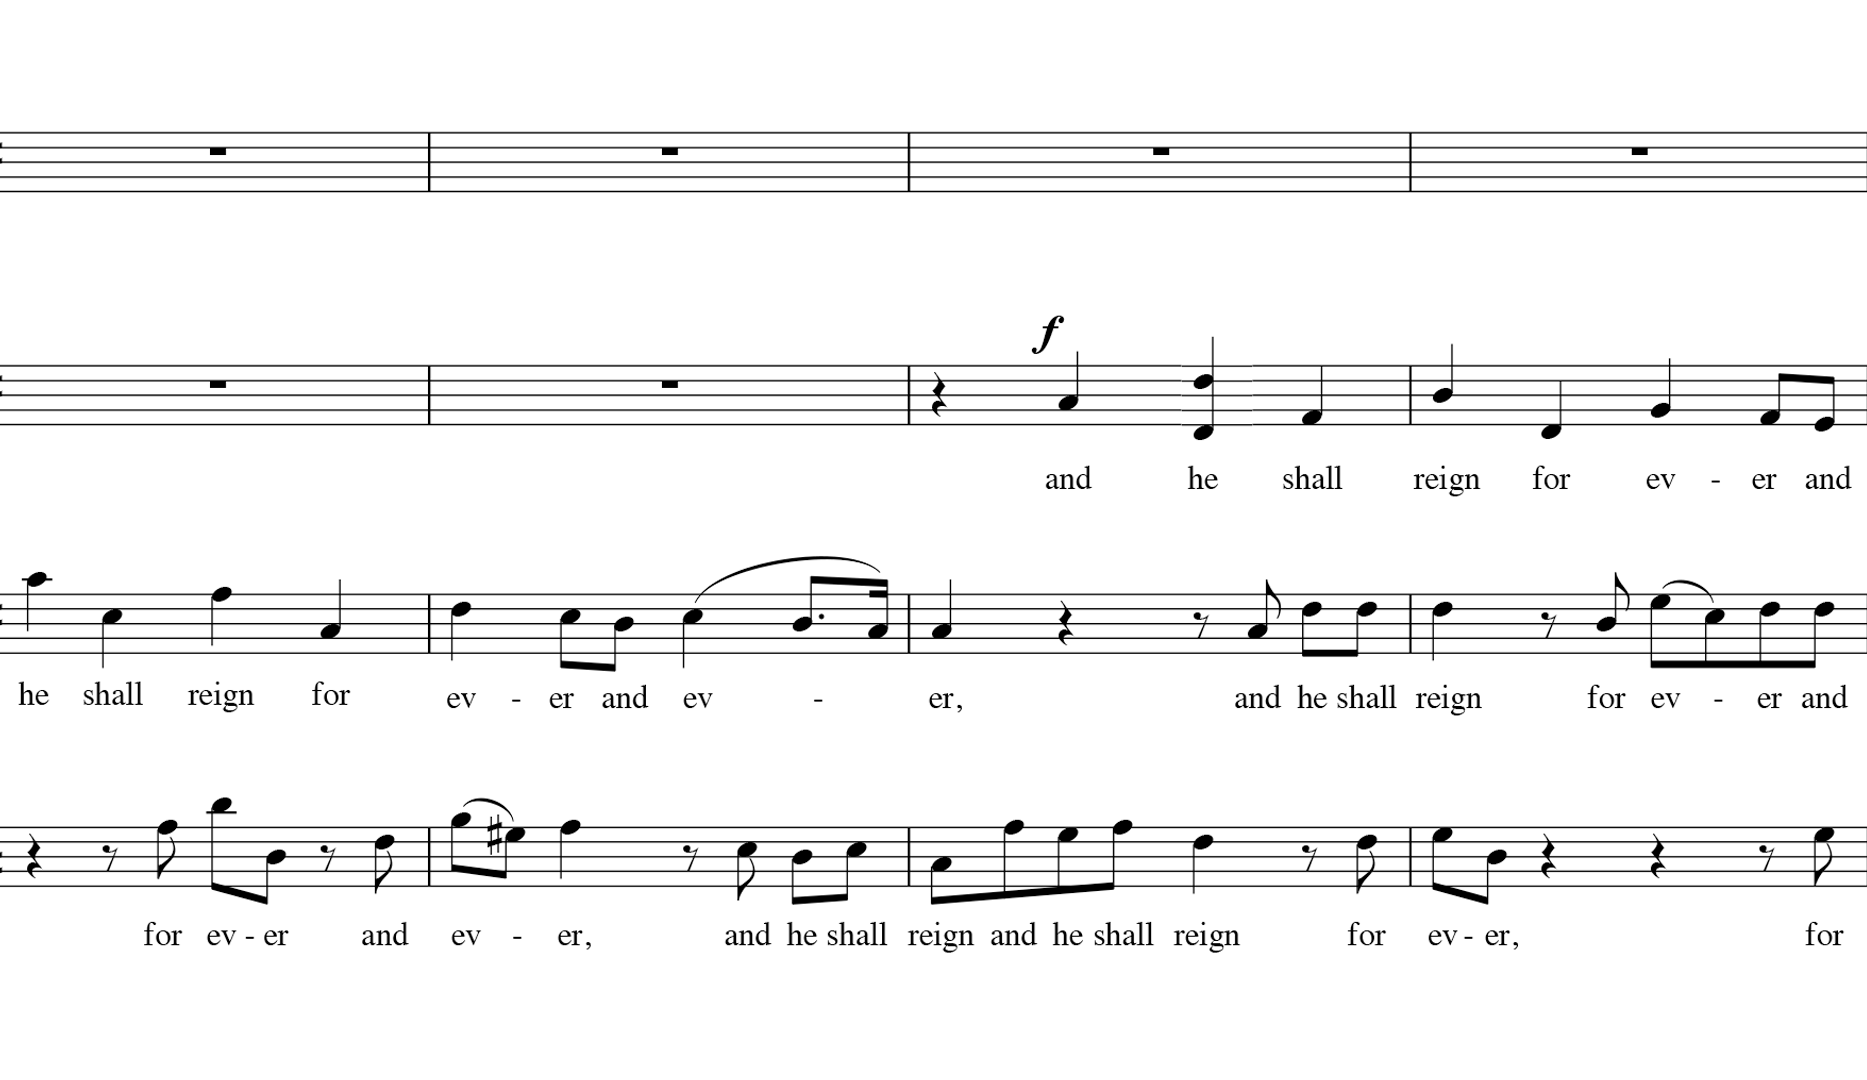 f
and he shall reign for ev - er and
he shall reign for ev - er and ev - er, and he shall reign for ev - er and
for ev - er and ev - er, and he shall reign and he shall reign for ev - er, for